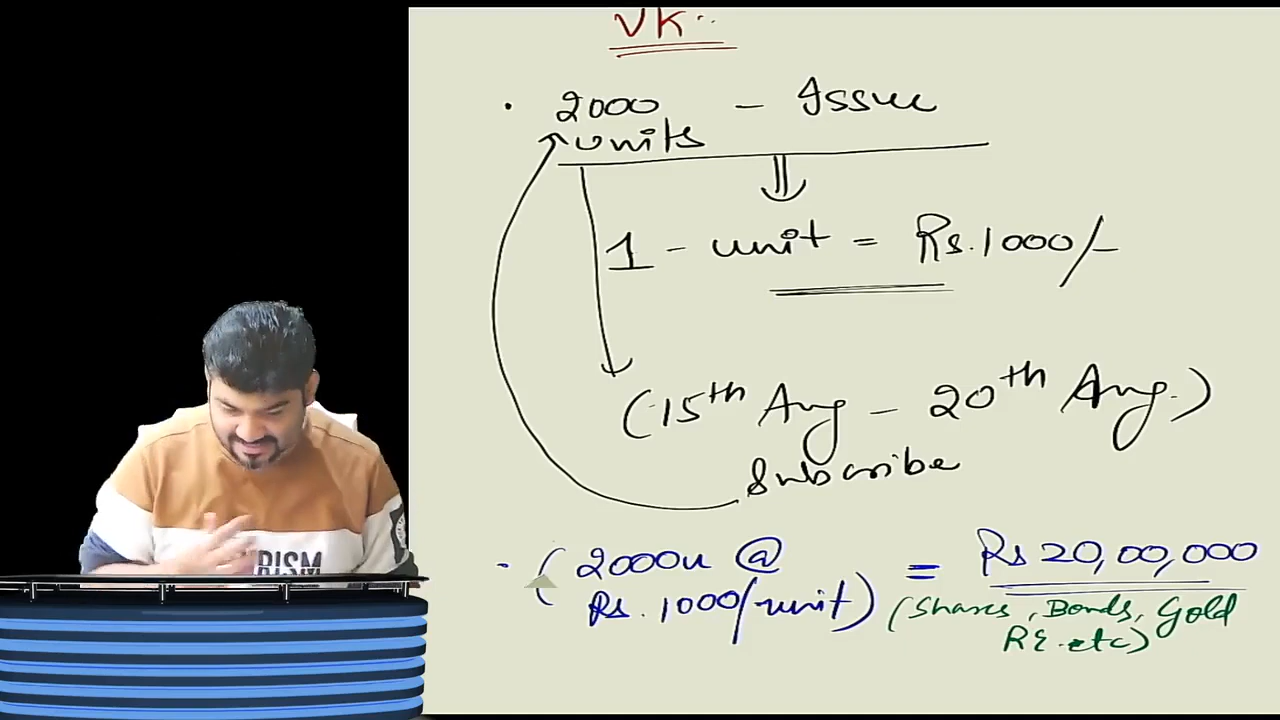 VK..
• 2000 - Issue
units
1 - unit = Rs.1000/-
(15th Aug - 20th Aug.)
Subscribe
- (2000u @ = Rs 20,00,000
Rs. 1000/unit) (Shares, Bonds, Gold
RE. etc)
RISM